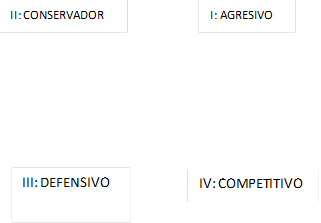 II: CONSERVADOR
I: AGRESIVO
III: DEFENSIVO
IV: COMPETITIVO